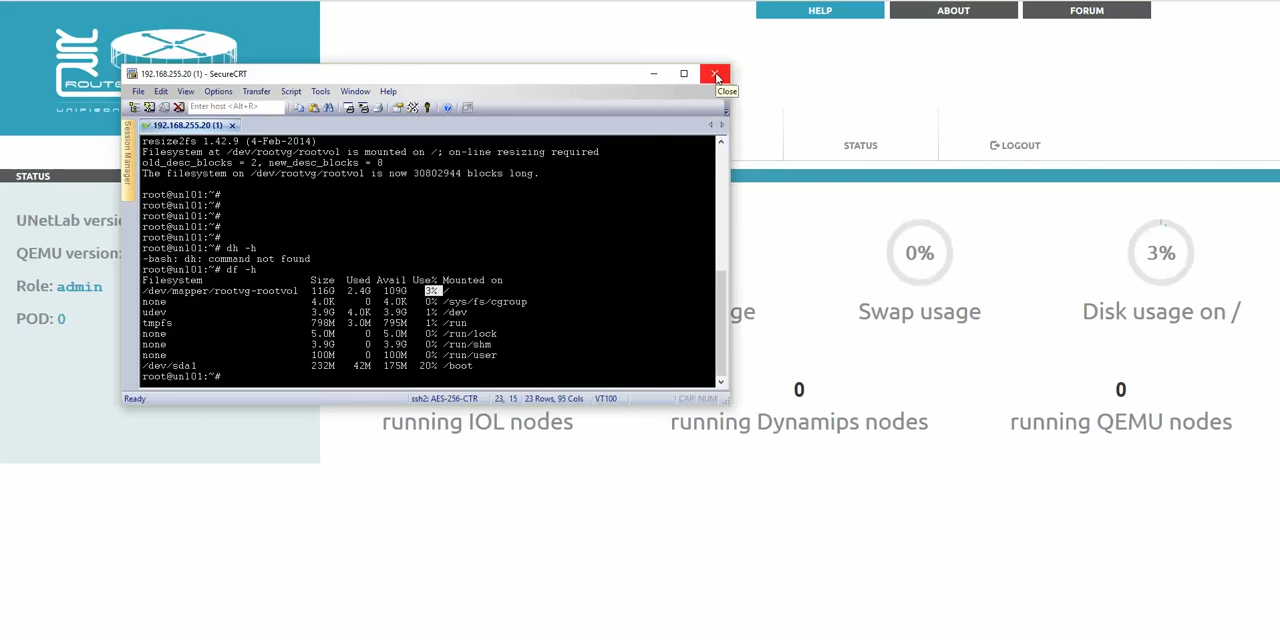 HELP
ABOUT
FORUM
192.168.255.20 (1) - SecureCRT
File Edit View Options Transfer Script Tools Window Help
Close
Enter host <Alt+R>
192.168.255.20 (1)
Session Manager
resize2fs 1.42.9 (4-Feb-2014)
Filesystem at /dev/rootvg/rootvol is mounted on /; on-line resizing required
old_desc_blocks = 2, new_desc_blocks = 8
The filesystem on /dev/rootvg/rootvol is now 30802944 blocks long.
root@unl01:~#
root@unl01:~#
root@unl01:~#
root@unl01:~#
root@unl01:~#
root@unl01:~# dh -h
-bash: dh: command not found
root@unl01:~# df -h
Filesystem Size Used Avail Use% Mounted on
/dev/mapper/rootvg-rootvol 116G 2.4G 109G 3% /
none 4.0K 0 4.0K 0% /sys/fs/cgroup
udev 3.9G 4.0K 3.9G 1% /dev
tmpfs 798M 3.0M 795M 1% /run
none 5.0M 0 5.0M 0% /run/lock
none 3.9G 0 3.9G 0% /run/shm
none 100M 0 100M 0% /run/user
/dev/sda1 232M 42M 175M 20% /boot
root@unl01:~#
Ready ssh2: AES-256-CTR 23, 15 23 Rows, 95 Cols VT100 CAP NUM
STATUS
LOGOUT
STATUS
UNetLab versi
QEMU version:
Role: admin
POD: 0
0%
3%
ge
Swap usage
Disk usage on /
0
0
running IOL nodes
running Dynamips nodes
running QEMU nodes